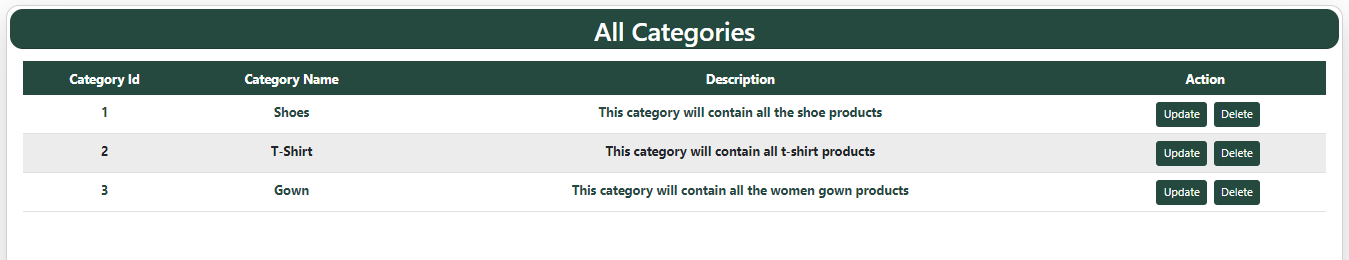 All Categories
Category Id Category Name Description Action
1 Shoes This category will contain all the shoe products Update Delete
2 T-Shirt This category will contain all t-shirt products Update Delete
3 Gown This category will contain all the women gown products Update Delete